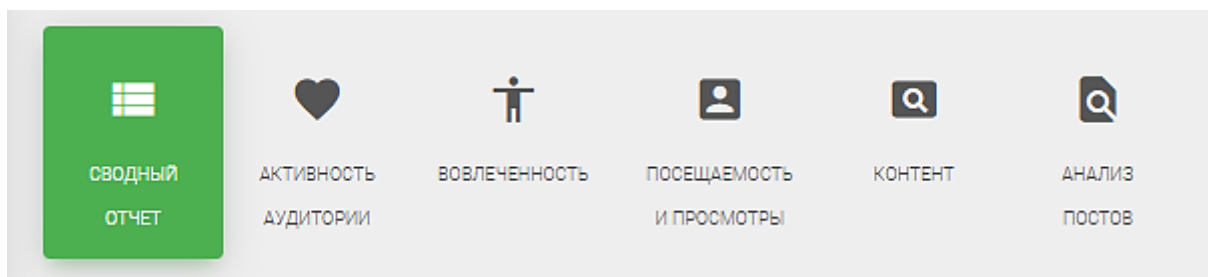 СВОДНЫЙ
ОТЧЕТ
АКТИВНОСТЬ
АУДИТОРИИ
ВОВЛЕЧЕННОСТЬ
ПОСЕЩАЕМОСТЬ
И ПРОСМОТРЫ
КОНТЕНТ
АНАЛИЗ
ПОСТОВ